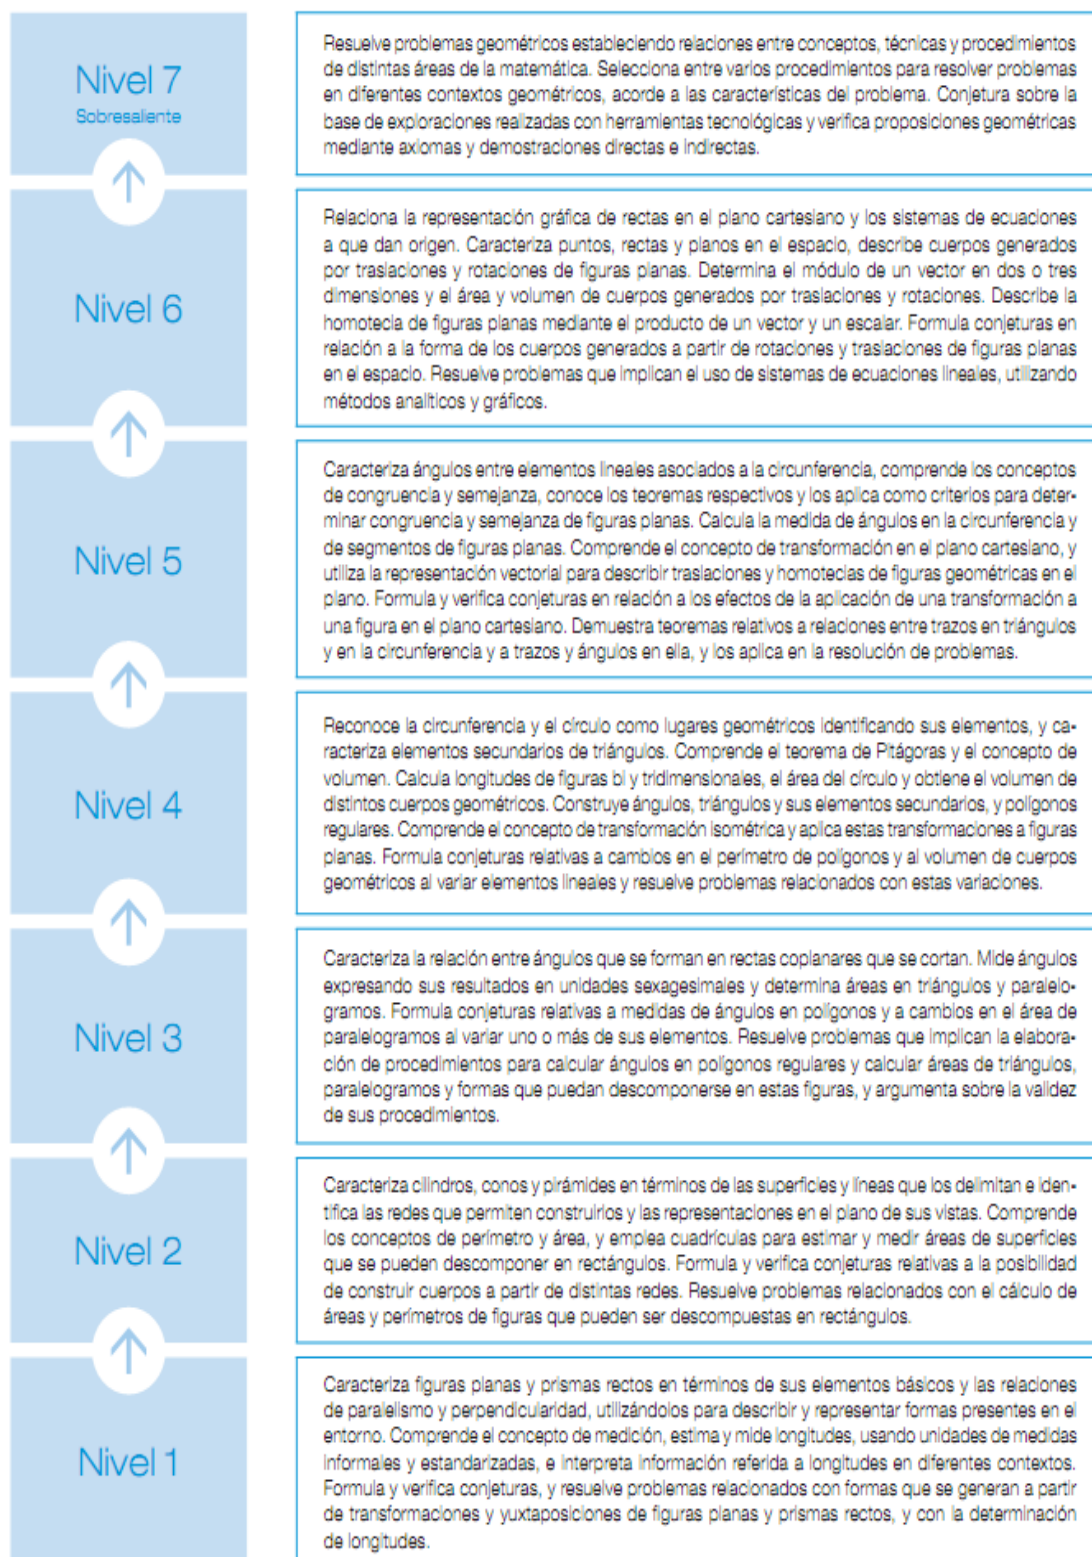 Nivel 7
Sobresaliente
Resuelve problemas geométricos estableciendo relaciones entre conceptos, técnicas y procedimientos
de distintas áreas de la matemática. Selecciona entre varios procedimientos para resolver problemas
en diferentes contextos geométricos, acorde a las características del problema. Conjetura sobre la
base de exploraciones realizadas con herramientas tecnológicas y verifica proposiciones geométricas
mediante axiomas y demostraciones directas e indirectas.
Nivel 6
Relaciona la representación gráfica de rectas en el plano cartesiano y los sistemas de ecuaciones
a que dan origen. Caracteriza puntos, rectas y planos en el espacio, describe cuerpos generados
por traslaciones y rotaciones de figuras planas. Determina el módulo de un vector en dos o tres
dimensiones y el área y volumen de cuerpos generados por traslaciones y rotaciones. Describe la
homotecia de figuras planas mediante el producto de un vector y un escalar. Formula conjeturas en
relación a la forma de los cuerpos generados a partir de rotaciones y traslaciones de figuras planas
en el espacio. Resuelve problemas que implican el uso de sistemas de ecuaciones lineales, utilizando
métodos analíticos y gráficos.
Nivel 5
Caracteriza ángulos entre elementos lineales asociados a la circunferencia, comprende los conceptos
de congruencia y semejanza, conoce los teoremas respectivos y los aplica como criterios para deter-
minar congruencia y semejanza de figuras planas. Calcula la medida de ángulos en la circunferencia y
de segmentos de figuras planas. Comprende el concepto de transformación en el plano cartesiano, y
utiliza la representación vectorial para describir traslaciones y homotecias de figuras geométricas en el
plano. Formula y verifica conjeturas en relación a los efectos de la aplicación de una transformación a
una figura en el plano cartesiano. Demuestra teoremas relativos a relaciones entre trazos en triángulos
y en la circunferencia y a trazos y ángulos en ella, y los aplica en la resolución de problemas.
Nivel 4
Reconoce la circunferencia y el círculo como lugares geométricos identificando sus elementos, y ca-
racteriza elementos secundarios de triángulos. Comprende el teorema de Pitágoras y el concepto de
volumen. Calcula longitudes de figuras bi y tridimensionales, el área del círculo y obtiene el volumen de
distintos cuerpos geométricos. Construye ángulos, triángulos y sus elementos secundarios, y polígonos
regulares. Comprende el concepto de transformación isométrica y aplica estas transformaciones a figuras
planas. Formula conjeturas relativas a cambios en el perímetro de polígonos y al volumen de cuerpos
geométricos al variar elementos lineales y resuelve problemas relacionados con estas variaciones.
Nivel 3
Caracteriza la relación entre ángulos que se forman en rectas coplanares que se cortan. Mide ángulos
expresando sus resultados en unidades sexagesimales y determina áreas en triángulos y paralelo-
gramos. Formula conjeturas relativas a medidas de ángulos en polígonos y a cambios en el área de
paralelogramos al variar uno o más de sus elementos. Resuelve problemas que implican la elabora-
ción de procedimientos para calcular ángulos en polígonos regulares y calcular áreas de triángulos,
paralelogramos y formas que puedan descomponerse en estas figuras, y argumenta sobre la validez
de sus procedimientos.
Nivel 2
Caracteriza cilindros, conos y pirámides en términos de las superficies y líneas que los delimitan e iden-
tifica las redes que permiten construirlos y las representaciones en el plano de sus vistas. Comprende
los conceptos de perímetro y área, y emplea cuadrículas para estimar y medir áreas de superficies
que se pueden descomponer en rectángulos. Formula y verifica conjeturas relativas a la posibilidad
de construir cuerpos a partir de distintas redes. Resuelve problemas relacionados con el cálculo de
áreas y perímetros de figuras que pueden ser descompuestas en rectángulos.
Nivel 1
Caracteriza figuras planas y prismas rectos en términos de sus elementos básicos y las relaciones
de paralelismo y perpendicularidad, utilizándolos para describir y representar formas presentes en el
entorno. Comprende el concepto de medición, estima y mide longitudes, usando unidades de medidas
informales y estandarizadas, e interpreta información referida a longitudes en diferentes contextos.
Formula y verifica conjeturas, y resuelve problemas relacionados con formas que se generan a partir
de transformaciones y yuxtaposiciones de figuras planas y prismas rectos, y con la determinación
de longitudes.